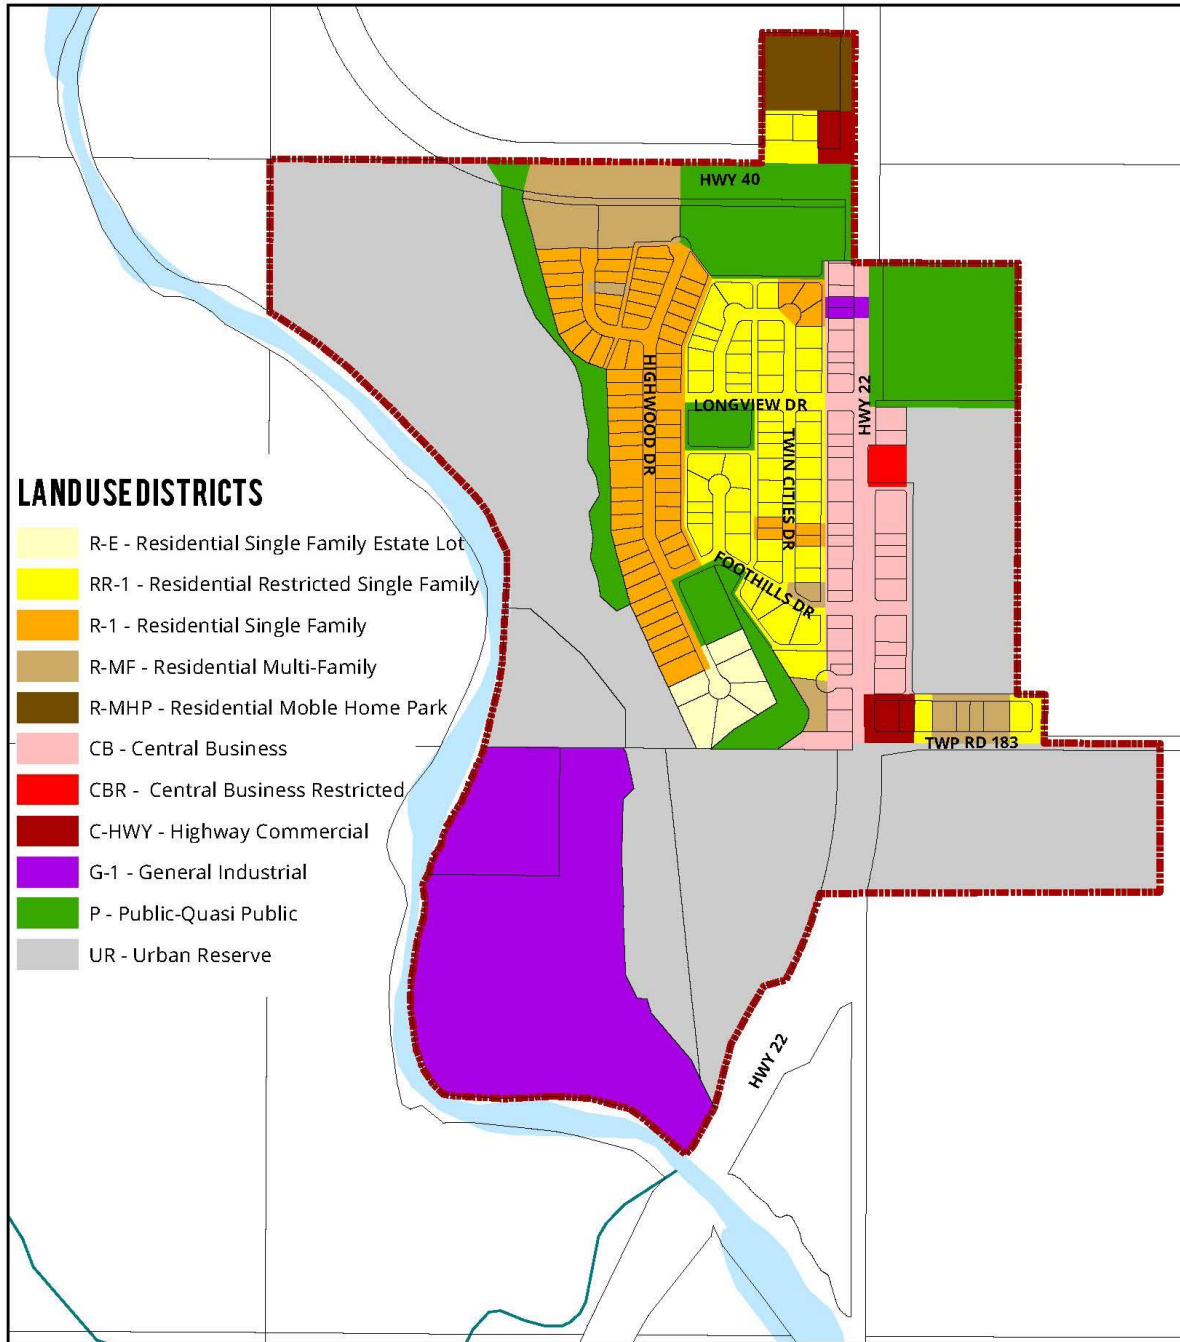 HWY 40
HIGHWOOD DR
LONGVIEW DR
HWY 22
TWIN CITIES DR
FOOTHILLS DR
TWP RD 183
HWY 22
LAND USE DISTRICTS
R-E - Residential Single Family Estate Lot
RR-1 - Residential Restricted Single Family
R-1 - Residential Single Family
R-MF - Residential Multi-Family
R-MHP - Residential Moble Home Park
CB - Central Business
CBR - Central Business Restricted
C-HWY - Highway Commercial
G-1 - General Industrial
P - Public-Quasi Public
UR - Urban Reserve